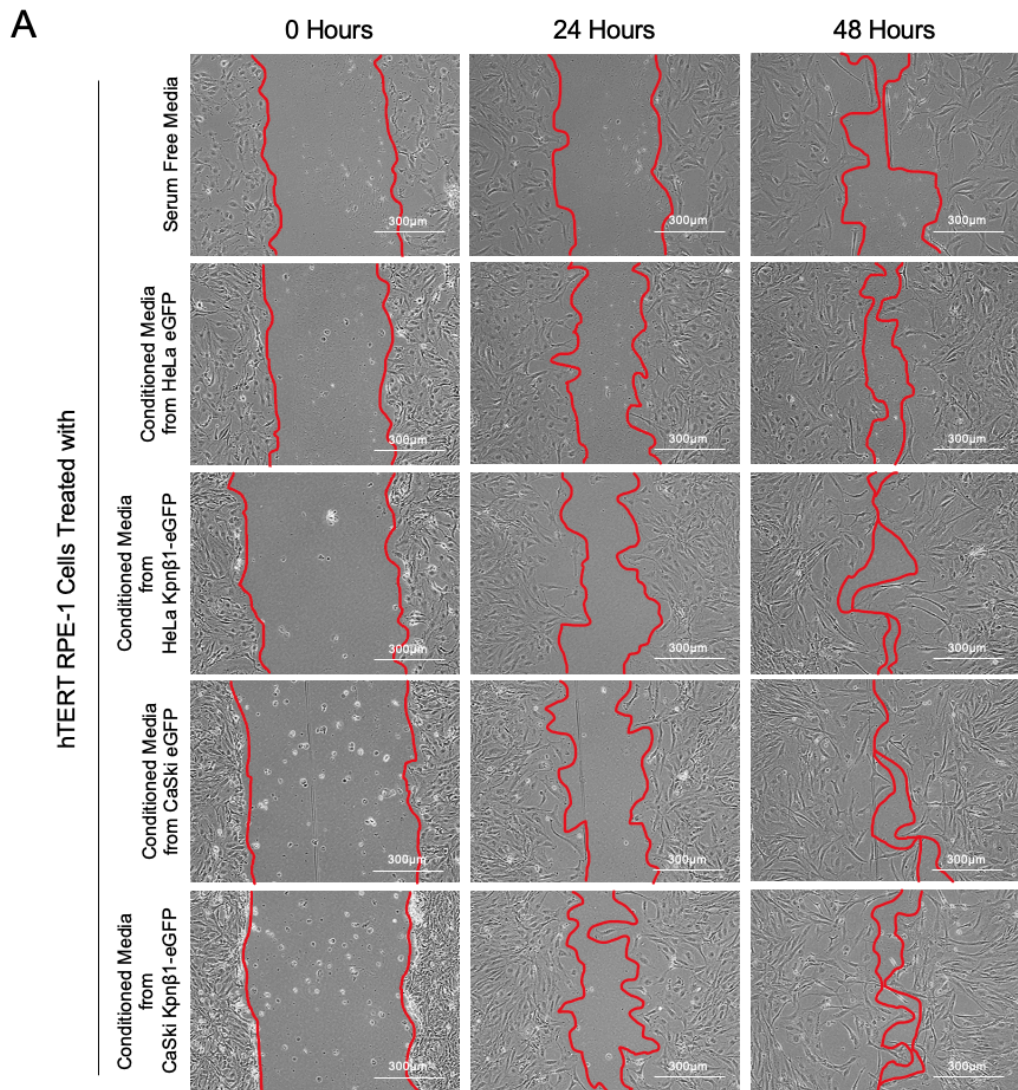 A
0 Hours
24 Hours
48 Hours
hTERT RPE-1 Cells Treated with
Serum Free Media
300µm
300µm
300µm
Conditioned Media
from HeLa eGFP
300µm
300µm
300µm
Conditioned Media
from
HeLa Kpnβ1-eGFP
300µm
300µm
300µm
Conditioned Media
from CaSki eGFP
300µm
300µm
300µm
Conditioned Media
from
CaSki Kpnβ1-eGFP
300µm
300µm
300µm